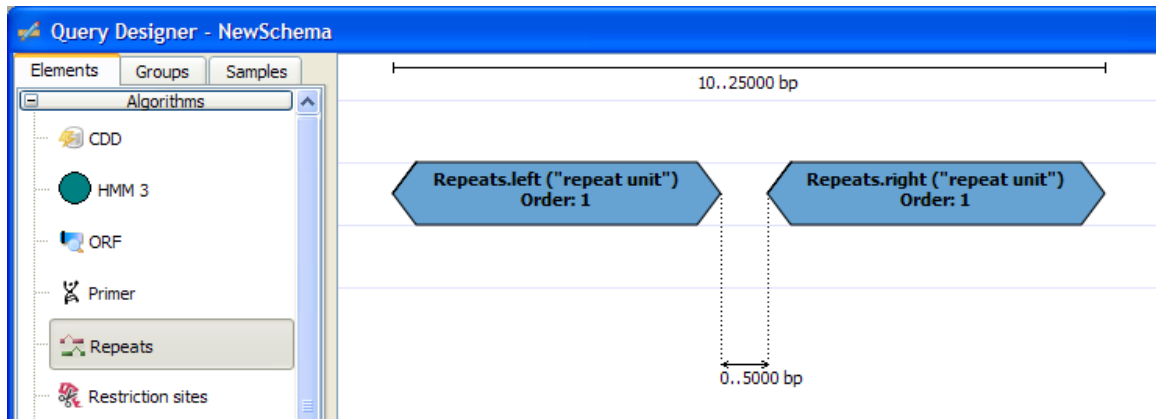 Query Designer - NewSchema
Elements Groups Samples
Algorithms
CDD
HMM 3
ORF
Primer
Repeats
Restriction sites
10..25000 bp
Repeats.left ("repeat unit")
Order: 1
Repeats.right ("repeat unit")
Order: 1
0..5000 bp